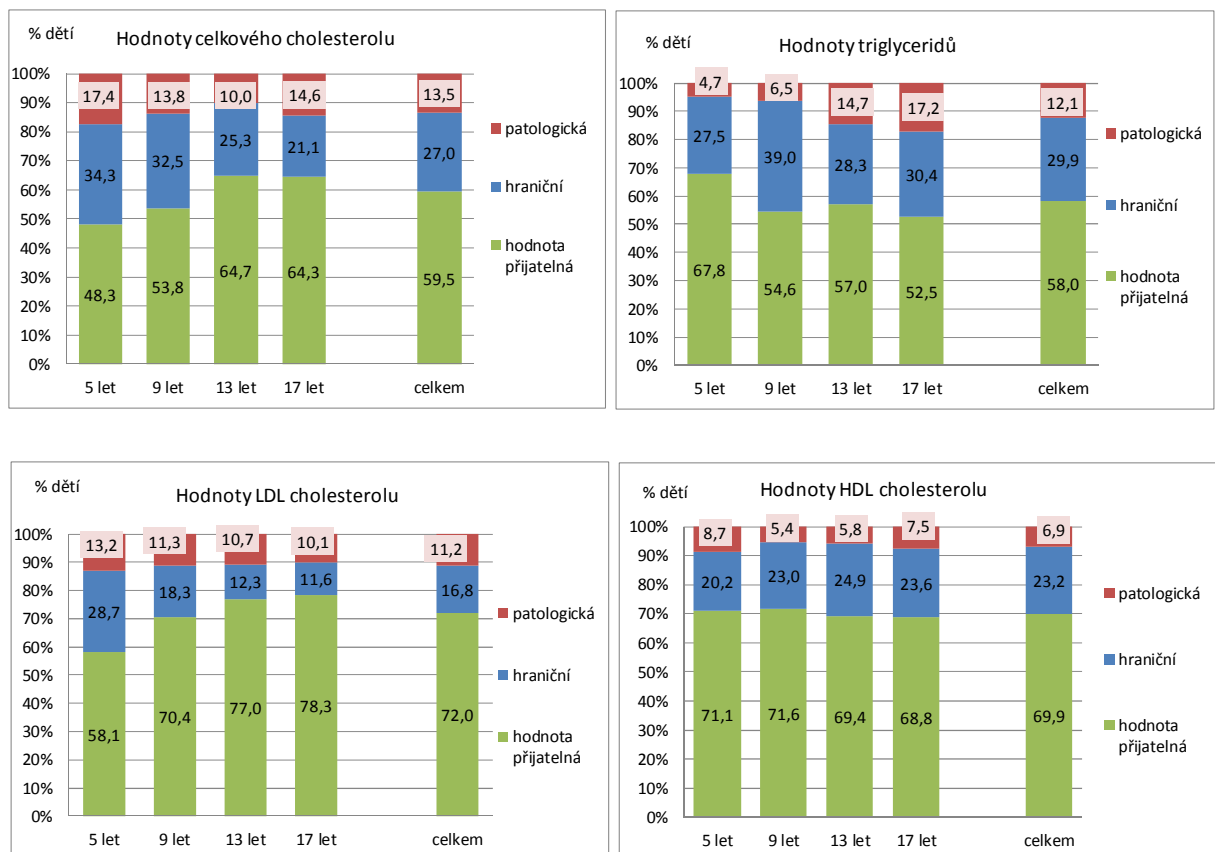 % dětí
Hodnoty celkového cholesterolu
100%
90%
80%
70%
60%
50%
40%
30%
20%
10%
0%
17,4 13,8 10,0 14,6 13,5
34,3 32,5 25,3 21,1 27,0
48,3 53,8 64,7 64,3 59,5
5 let 9 let 13 let 17 let celkem
patologická
hraniční
hodnota
přijatelná
% dětí
Hodnoty triglyceridů
100%
90%
80%
70%
60%
50%
40%
30%
20%
10%
0%
4,7 6,5 14,7 17,2 12,1
27,5 39,0 28,3 30,4 29,9
67,8 54,6 57,0 52,5 58,0
5 let 9 let 13 let 17 let celkem
patologická
hraniční
hodnota
přijatelná
% dětí
Hodnoty LDL cholesterolu
100%
90%
80%
70%
60%
50%
40%
30%
20%
10%
0%
13,2 11,3 10,7 10,1 11,2
28,7 18,3 12,3 11,6 16,8
58,1 70,4 77,0 78,3 72,0
5 let 9 let 13 let 17 let celkem
patologická
hraniční
hodnota
přijatelná
% dětí
Hodnoty HDL cholesterolu
100%
90%
80%
70%
60%
50%
40%
30%
20%
10%
0%
8,7 5,4 5,8 7,5 6,9
20,2 23,0 24,9 23,6 23,2
71,1 71,6 69,4 68,8 69,9
5 let 9 let 13 let 17 let celkem
patologická
hraniční
hodnota
přijatelná